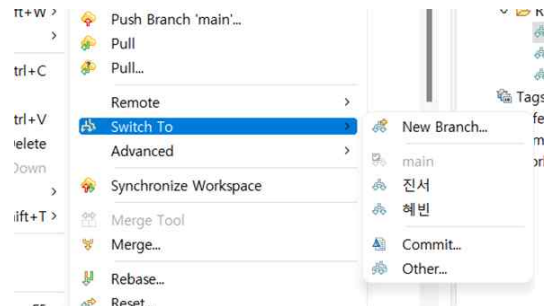 Push Branch 'main'...
Pull
Pull...
trl+C
Remote >
trl+V
Switch To >
New Branch...
Advanced >
main
Synchronize Workspace
진서
혜빈
ift+T >
Merge Tool
Merge...
Commit...
Other...
Rebase...
Reset...
Tags
elete
Down